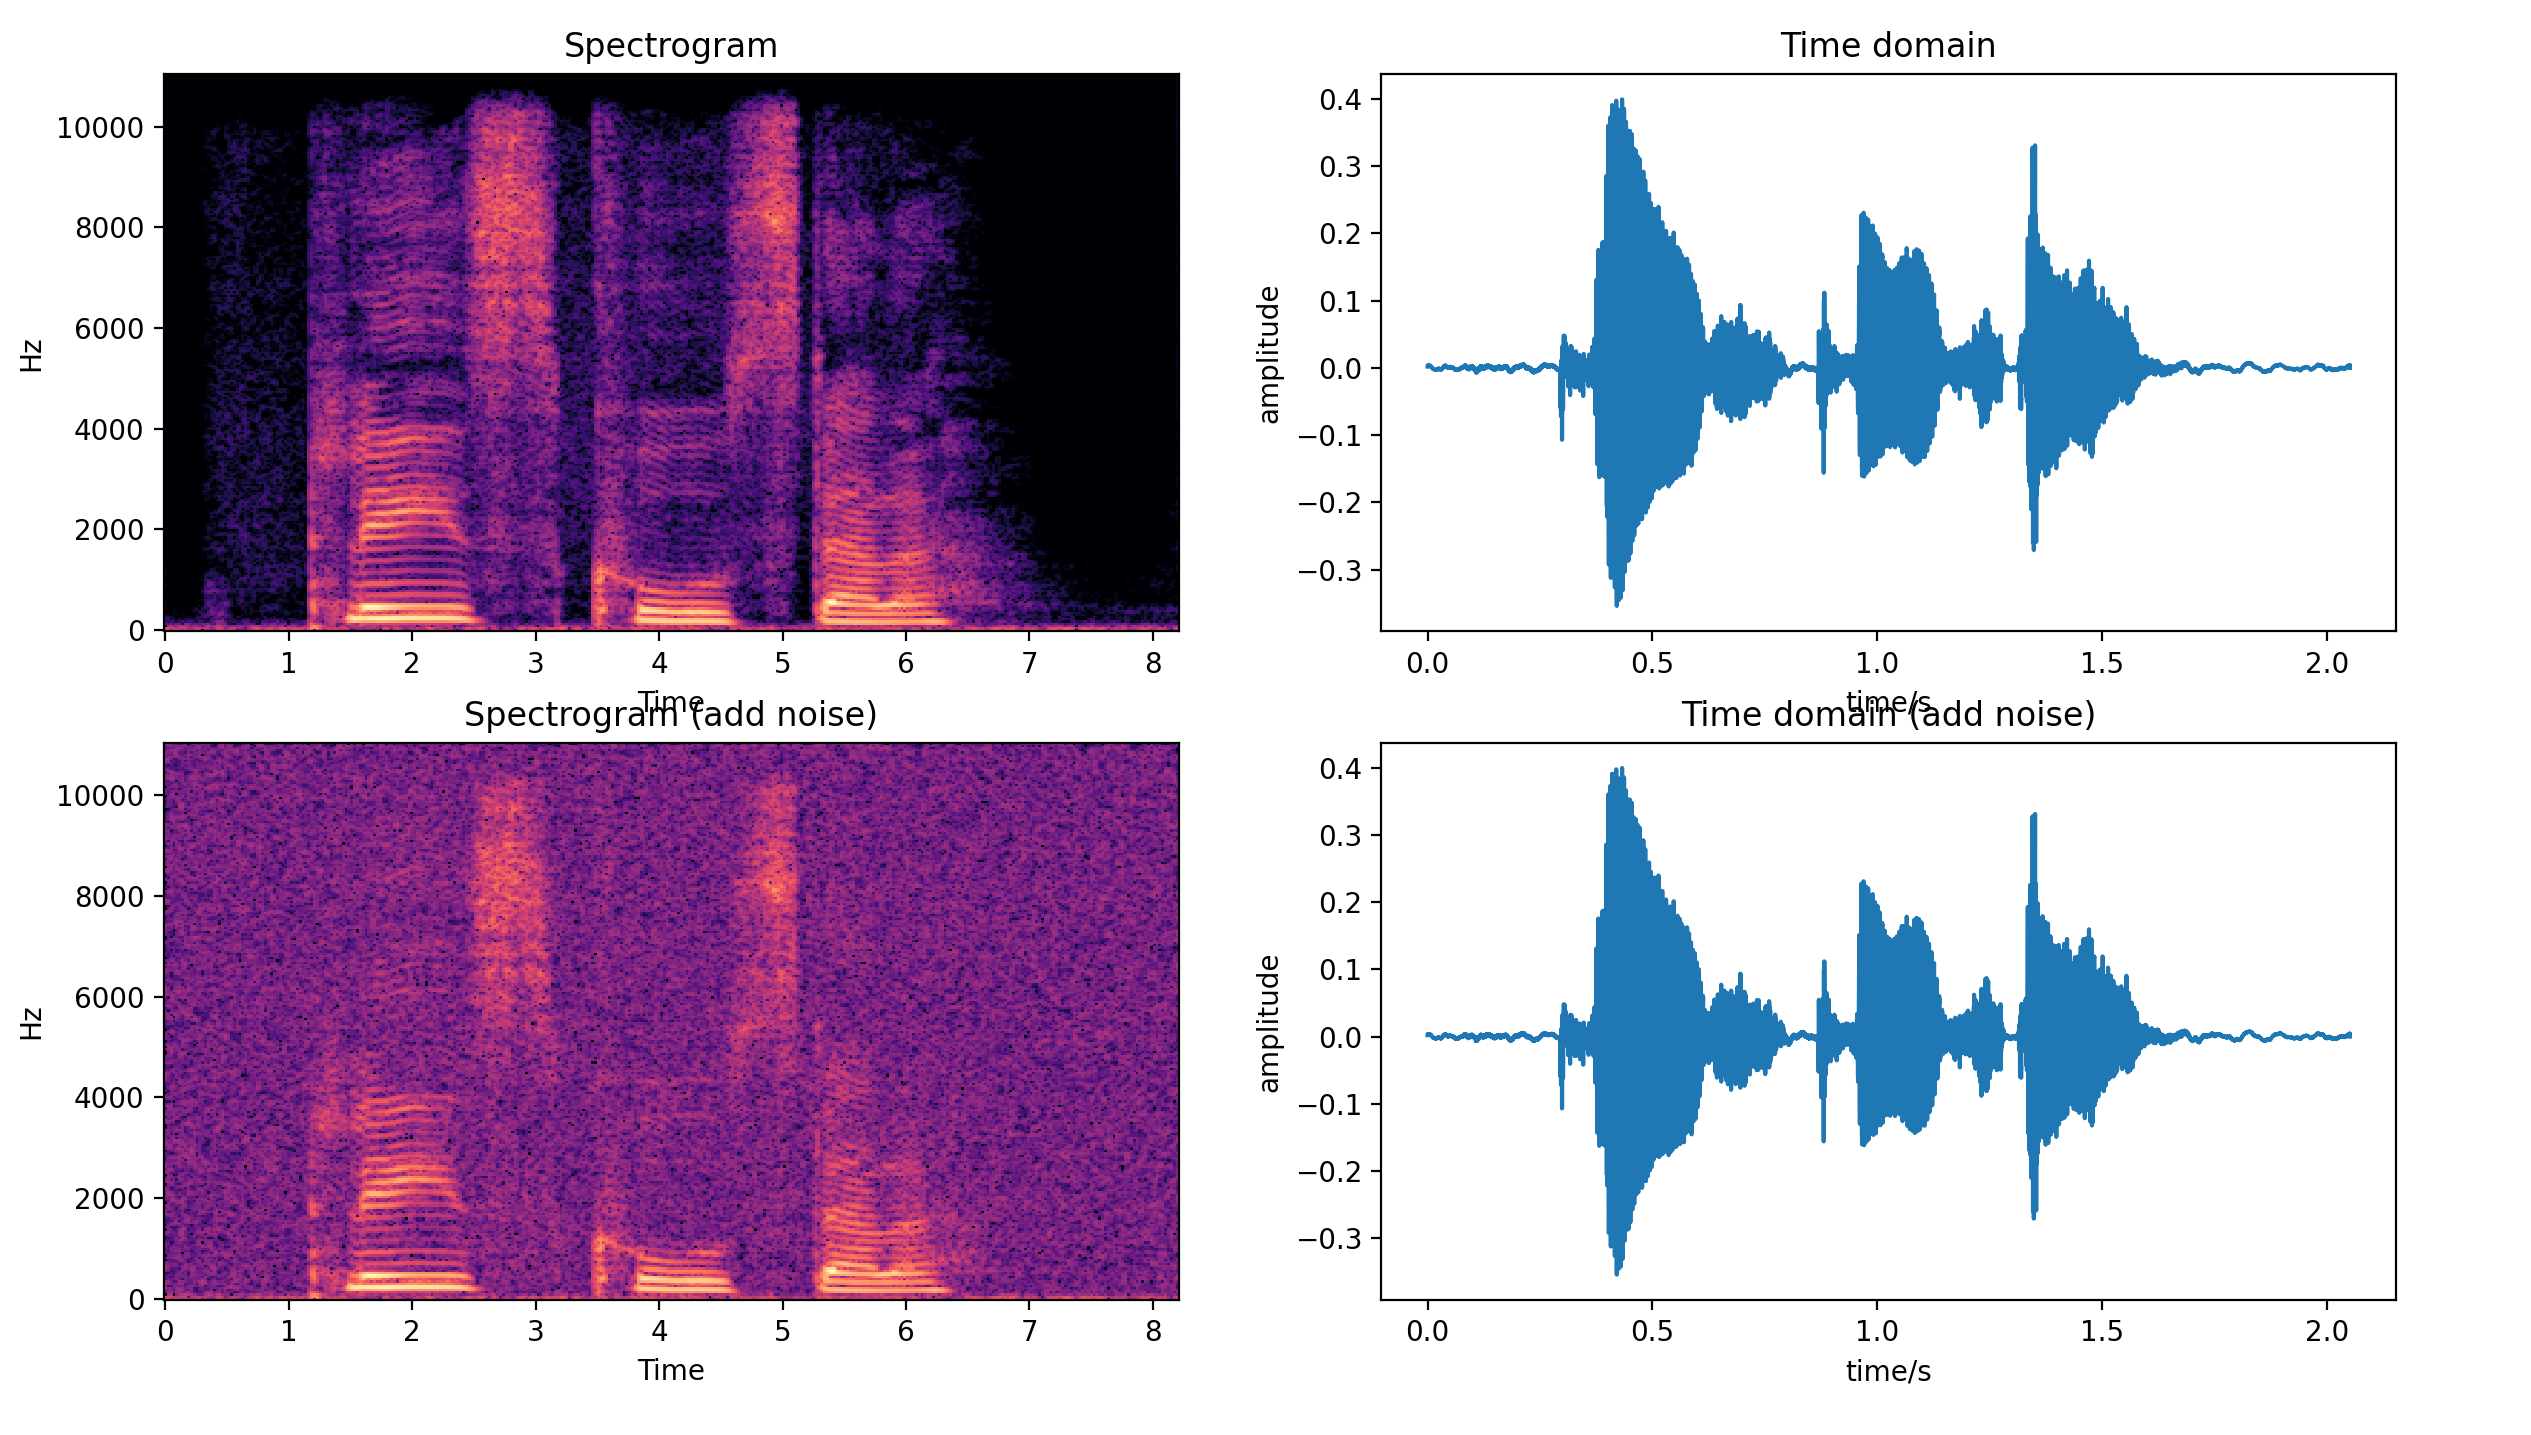 Spectrogram
Hz
10000
8000
6000
4000
2000
0
0 1 2 3 4 5 6 7 8
Time
Time domain
amplitude
0.4
0.3
0.2
0.1
0.0
−0.1
−0.2
−0.3
0.0 0.5 1.0 1.5 2.0
time/s
Spectrogram (add noise)
Hz
10000
8000
6000
4000
2000
0
0 1 2 3 4 5 6 7 8
Time
Time domain (add noise)
amplitude
0.4
0.3
0.2
0.1
0.0
−0.1
−0.2
−0.3
0.0 0.5 1.0 1.5 2.0
time/s